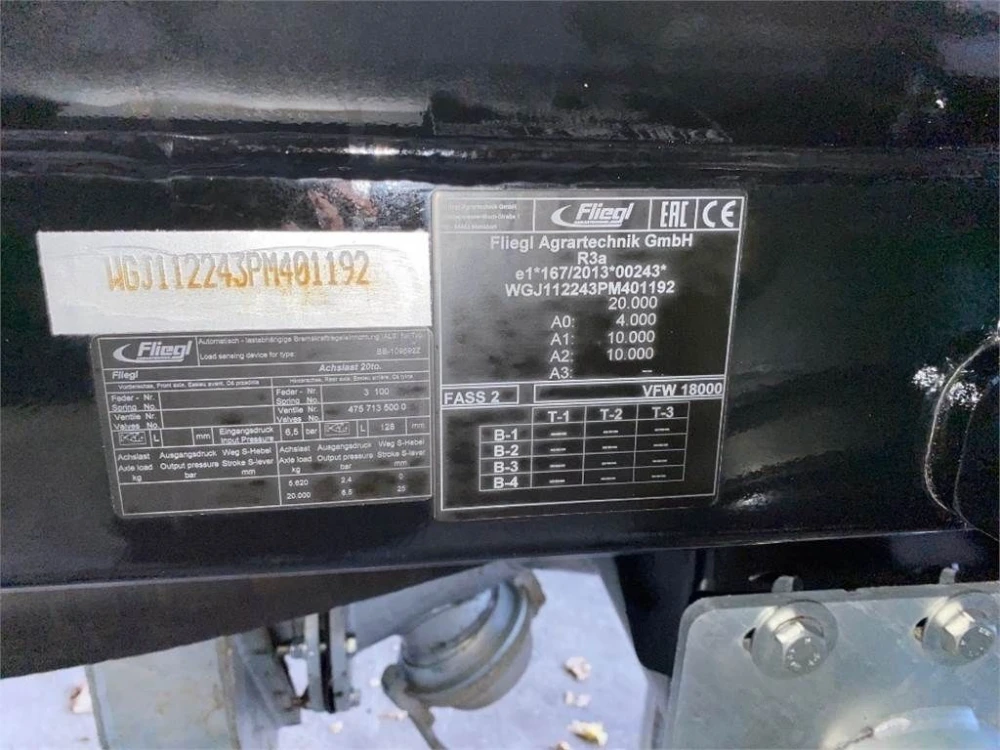 WGJ112243PM401192
Fliegl
EAC CE
Fliegl Agrartechnik GmbH
R3a
e1*167/2013*00243*
WGJ112243PM401192
20.000
A0: 4.000
A1: 10.000
A2: 10.000
A3: –
FASS 2 VFW 18000
T-1 T-2 T-3
B-1 --- --- ---
B-2 --- --- ---
B-3 --- --- ---
B-4 --- --- ---
Fliegl
Automatisch - lastabhängige
Load sensing device for type:
Fliegl Achslast 20to.
Feder - Nr. Feder - Nr. 3 100
Spring No. Spring No.
Ventile Nr. Ventile Nr. 475 713 500 0
Valves No. Valves No.
L mm Eingangsdruck 6,5 bar L 128 mm
Input Pressure
Achslast Ausgangsdruck Weg S-Hebel Achslast Ausgangsdruck Weg S-Hebel
Axle load Output pressure Stroke S-lever Axle load Output pressure Stroke S-lever
kg bar mm kg bar mm
5.620 2,4 0
20.000 6,5 25